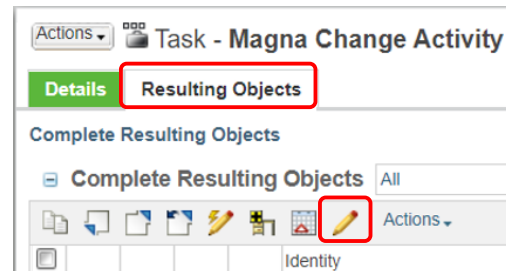 Actions Task - Magna Change Activity
Details Resulting Objects
Complete Resulting Objects
Complete Resulting Objects All
Actions
Identity